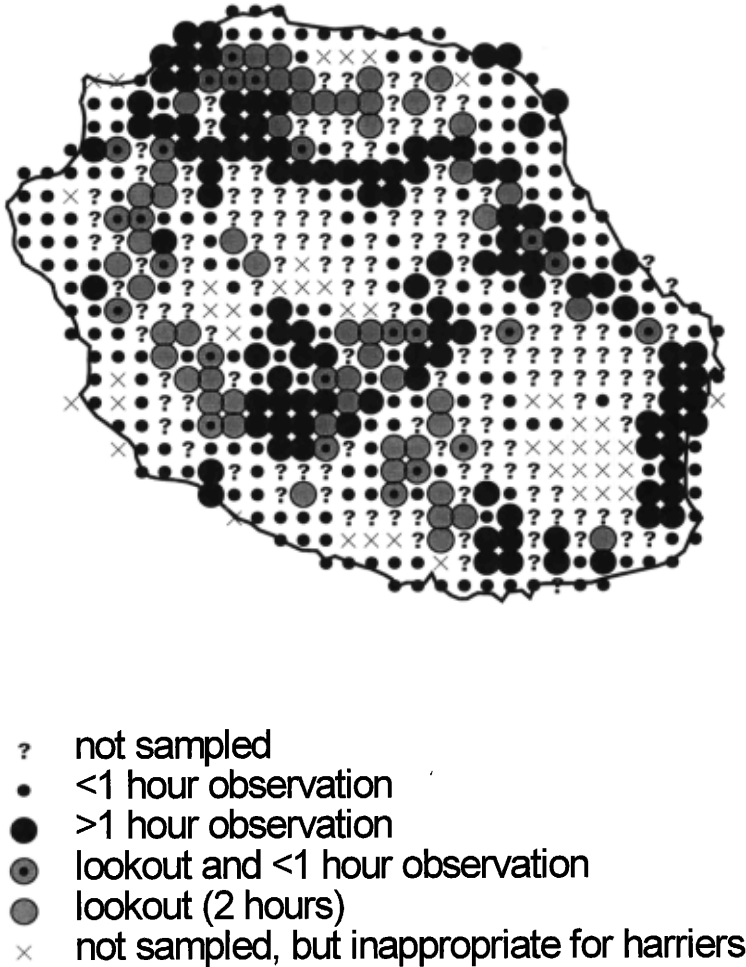 not sampled
<1 hour observation
>1 hour observation
lookout and <1 hour observation
lookout (2 hours)
not sampled, but inappropriate for harriers